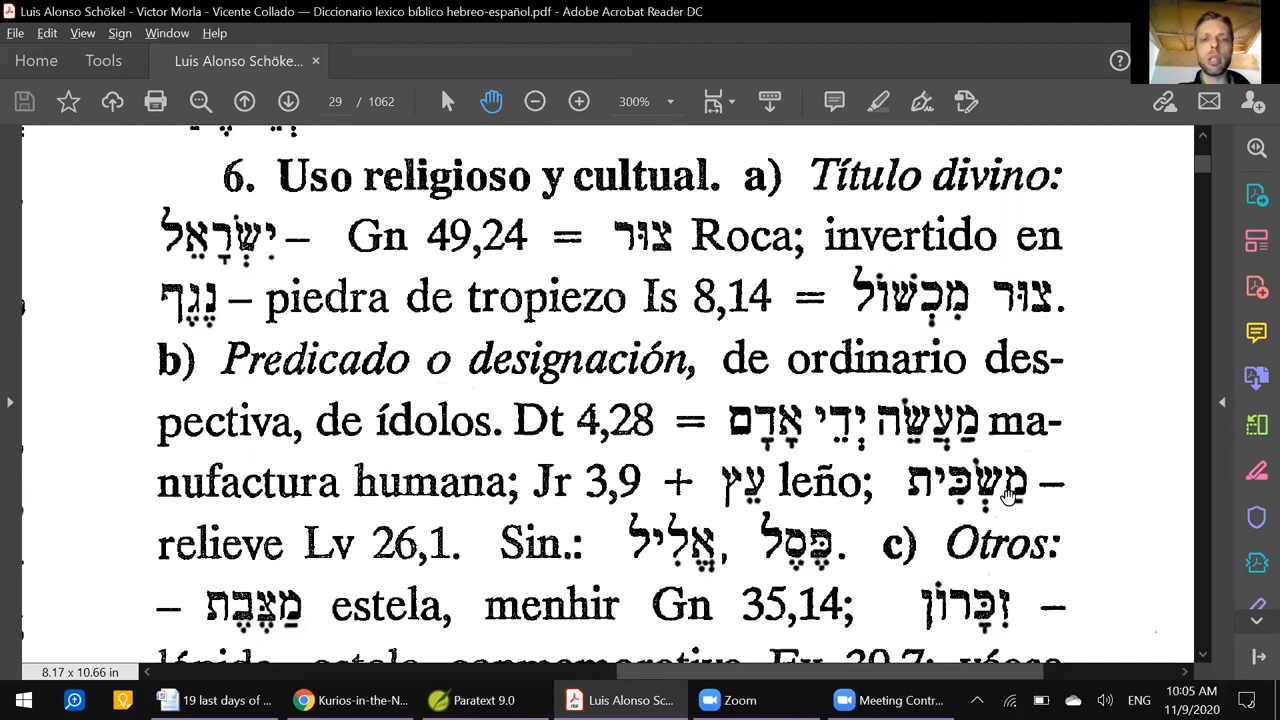 Luis Alonso Schökel - Victor Morla - Vicente Collado — Diccionario lexico bíblico hebreo-español.pdf - Adobe Acrobat Reader DC
File Edit View Sign Window Help
Home Tools Luis Alonso Schöke... ×
29 / 1062 300%
6. Uso religioso y cultual. a) Título divino:
יִשְׂרָאֵל – Gn 49,24 = צוּר Roca; invertido en
נֶגֶף – piedra de tropiezo Is 8,14 = צוּר מִכְשׁוֹל.
b) Predicado o designación, de ordinario des-
pectiva, de ídolos. Dt 4,28 = מַעֲשֵׂה יְדֵי אָדָם ma-
nufactura humana; Jr 3,9 + עֵץ leño; מַשְׂכִּית –
relieve Lv 26,1. Sin.: אֱלִיל, פֶּסֶל. c) Otros:
– מַצֶּבֶת estela, menhir Gn 35,14; זִכָּרוֹן –
8.17 x 10.66 in
19 last days of ... Kurios-in-the-N... Paratext 9.0 Luis Alonso Sc... Zoom Meeting Contr... ENG 10:05 AM
11/9/2020